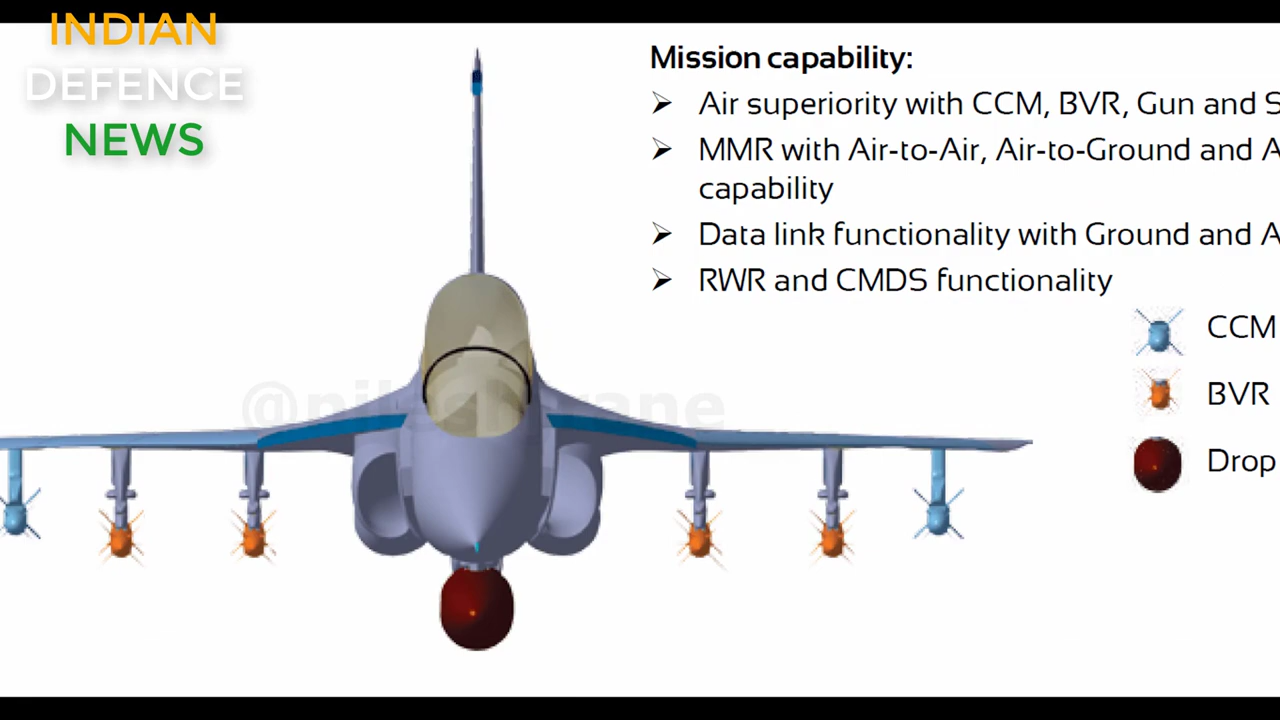 INDIAN
DEFENCE
NEWS
Mission capability:
Air superiority with CCM, BVR, Gun and S
MMR with Air-to-Air, Air-to-Ground and A
capability
Data link functionality with Ground and A
RWR and CMDS functionality
CCM
BVR
Drop